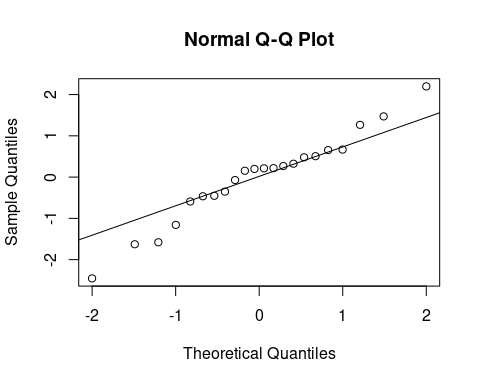 Normal Q-Q Plot
Sample Quantiles
2
1
0
-1
-2
-2 -1 0 1 2
Theoretical Quantiles